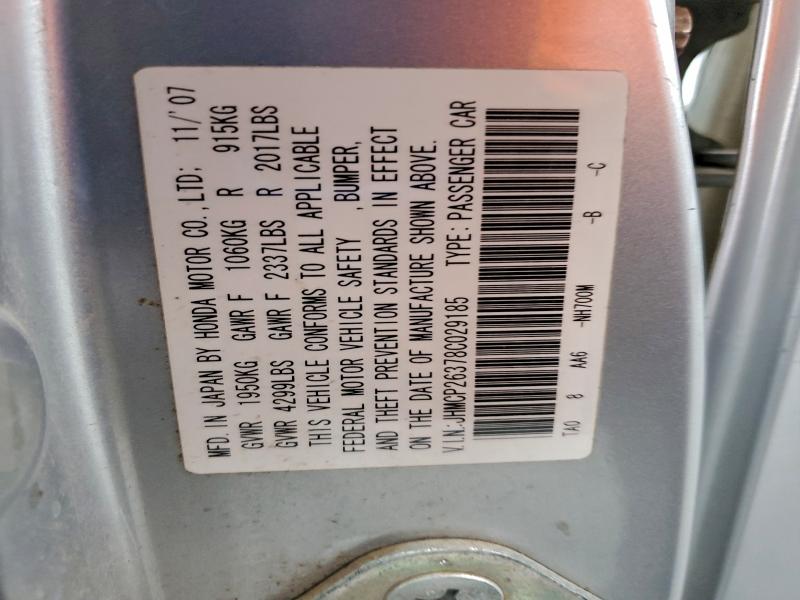 MFD. IN JAPAN BY HONDA MOTOR CO., LTD; 11/'07
GVWR 1950KG GAWR F 1060KG R 915KG
GVWR 4299LBS GAWR F 2337LBS R 2017LBS
THIS VEHICLE CONFORMS TO ALL APPLICABLE
FEDERAL MOTOR VEHICLE SAFETY ,BUMPER,
AND THEFT PREVENTION STANDARDS IN EFFECT
ON THE DATE OF MANUFACTURE SHOWN ABOVE.
V.I.N.:JHMCP26378C029185 TYPE: PASSENGER CAR
TA0 8 AA6 -NH700M -B -C